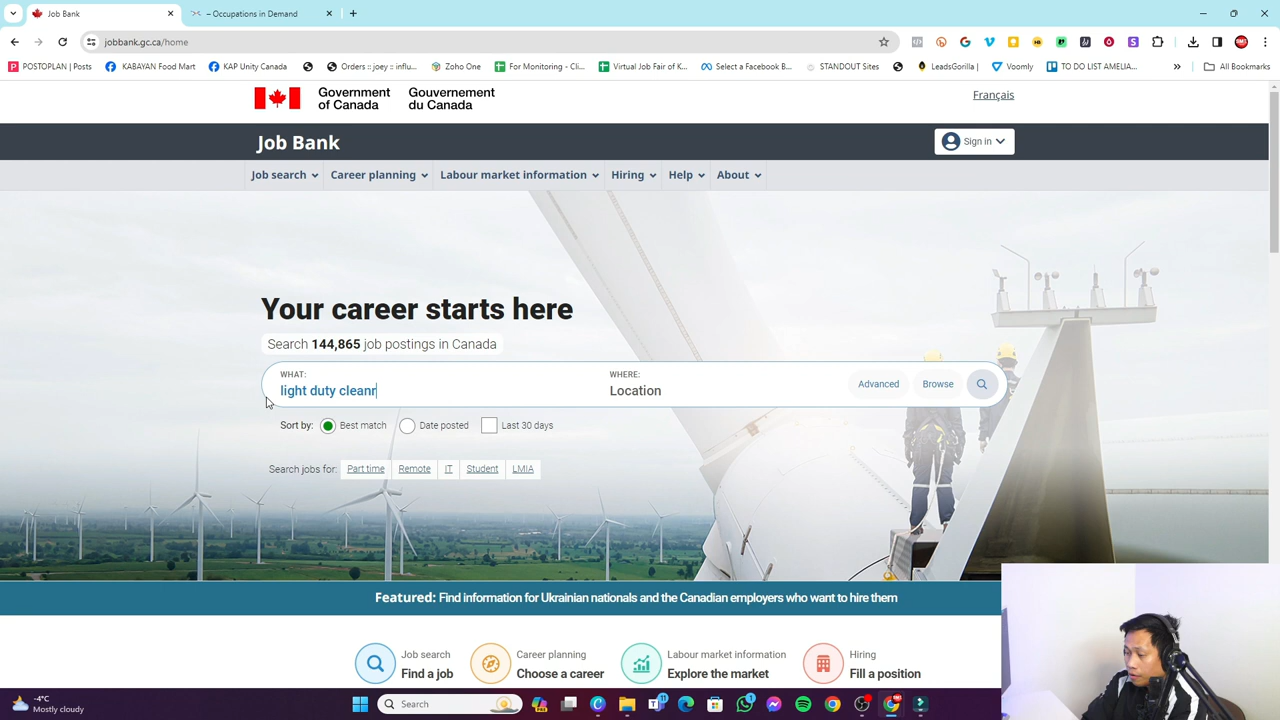 Job Bank
– Occupations in Demand
jobbank.gc.ca/home
POSTOPLAN | Posts
KABAYAN Food Mart
KAP Unity Canada
Orders :: joey :: influ...
Zoho One
For Monitoring - Cli...
Virtual Job Fair of K...
Select a Facebook B...
STANDOUT Sites
LeadsGorilla |
Voomly
TO DO LIST AMELIA...
»
All Bookmarks
Government of Canada
Gouvernement du Canada
Français
Job Bank
Sign in
Job search
Career planning
Labour market information
Hiring
Help
About
Your career starts here
Search 144,865 job postings in Canada
WHAT:
light duty cleanr
WHERE:
Location
Advanced
Browse
Sort by:
Best match
Date posted
Last 30 days
Search jobs for:
Part time
Remote
IT
Student
LMIA
Featured: Find information for Ukrainian nationals and the Canadian employers who want to hire them
Job search
Find a job
Career planning
Choose a career
Labour market information
Explore the market
Hiring
Fill a position
-4°C
Mostly cloudy
Search